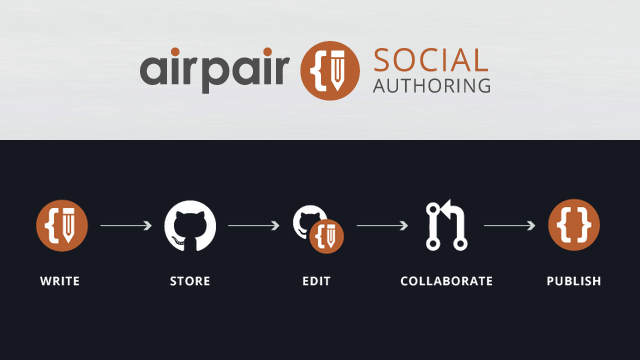 airpair
SOCIAL
AUTHORING
WRITE
STORE
EDIT
COLLABORATE
PUBLISH